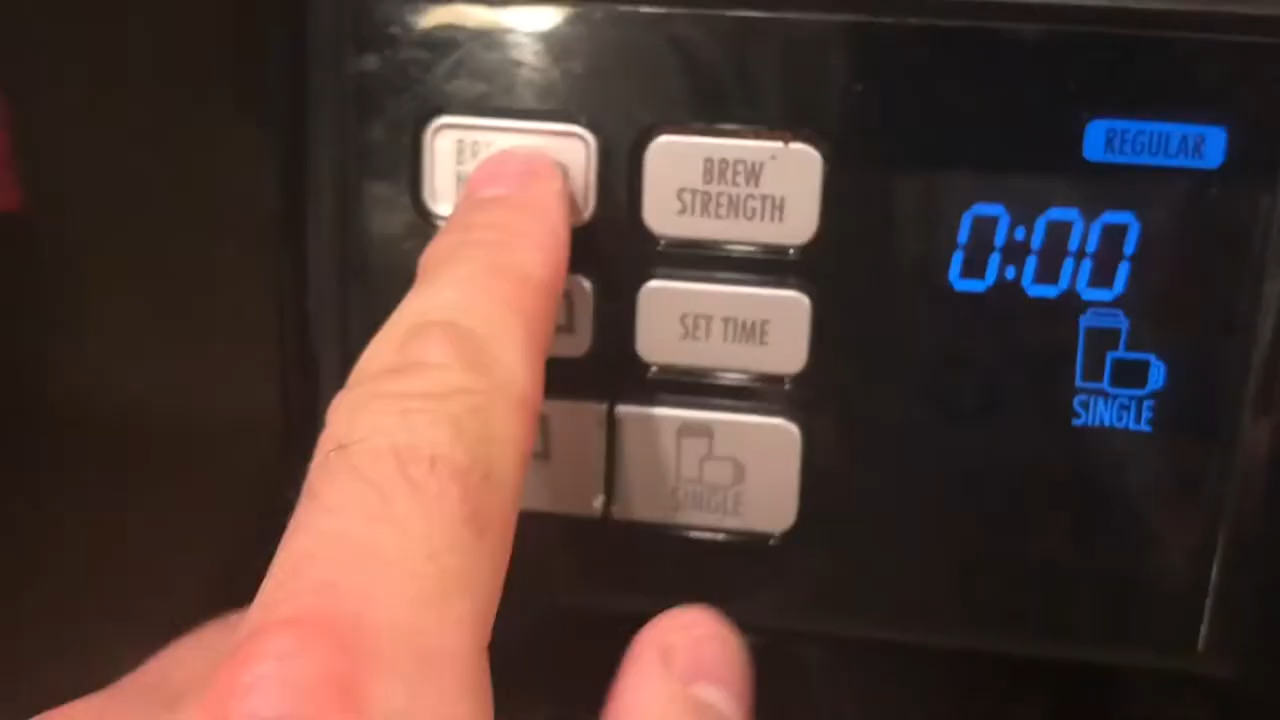 BREW
STRENGTH
REGULAR
0:00
SET TIME
SINGLE
SINGLE